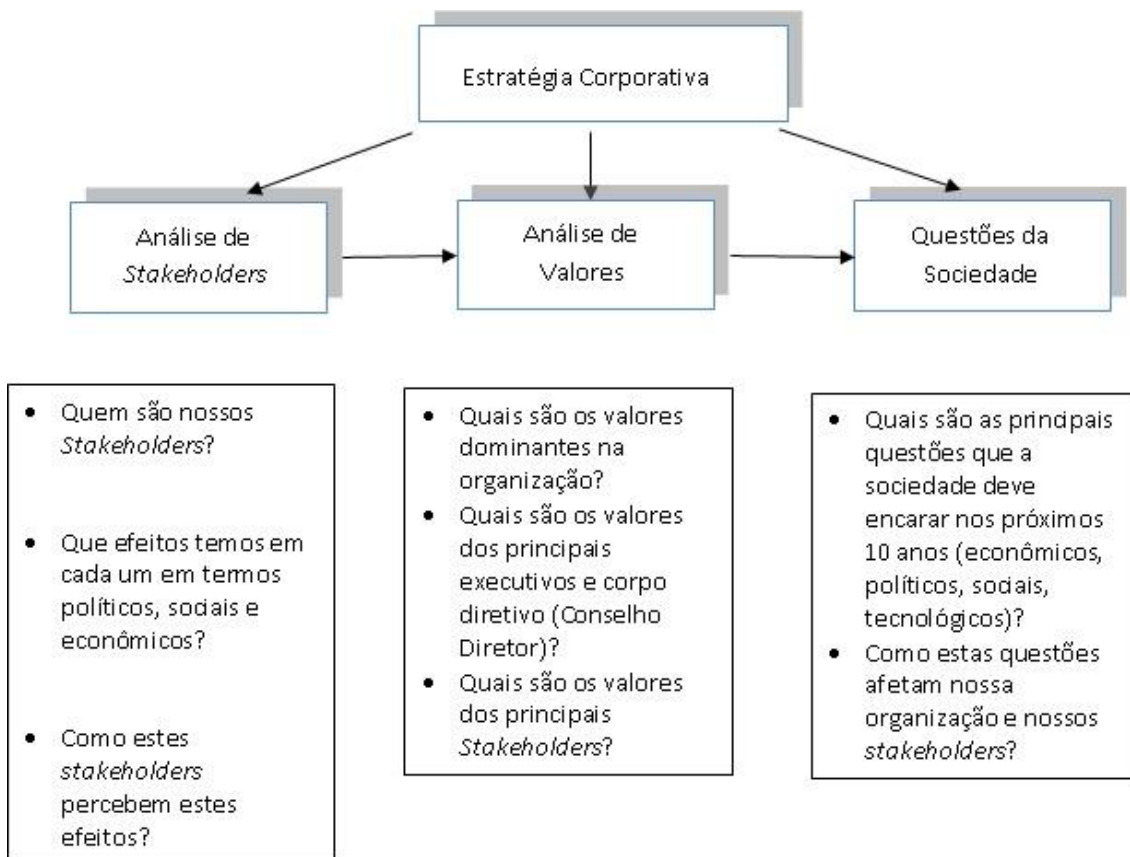 Estratégia Corporativa
Análise de
Stakeholders
Análise de
Valores
Questões da
Sociedade
• Quem são nossos
Stakeholders?
• Que efeitos temos em
cada um em termos
políticos, sociais e
econômicos?
• Como estes
stakeholders
percebem estes
efeitos?
• Quais são os valores
dominantes na
organização?
• Quais são os valores
dos principais
executivos e corpo
diretivo (Conselho
Diretor)?
• Quais são os valores
dos principais
Stakeholders?
• Quais são as principais
questões que a
sociedade deve
encarar nos próximos
10 anos (econômicos,
políticos, sociais,
tecnológicos)?
• Como estas questões
afetam nossa
organização e nossos
stakeholders?